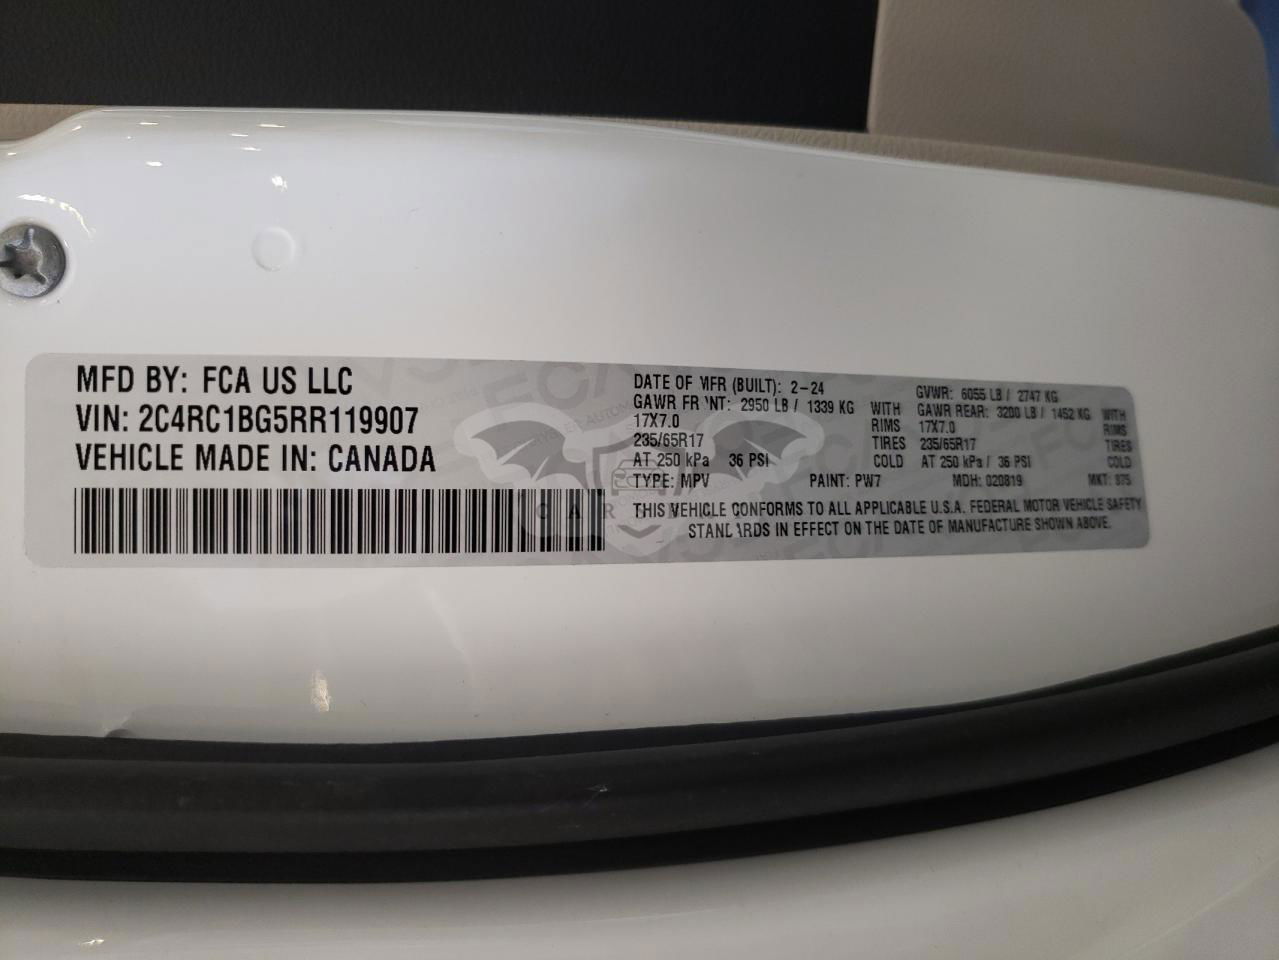 MFD BY: FCA US LLC
VIN: 2C4RC1BG5RR119907
VEHICLE MADE IN: CANADA
DATE OF MFR (BUILT): 2-24 GVWR: 6055 LB / 2747 KG
GAWR FR NT: 2950 LB / 1339 KG WITH GAWR REAR: 3200 LB / 1452 KG WITH
17X7.0 RIMS 17X7.0 RIMS
235/65R17 TIRES 235/65R17 TIRES
AT 250 kPa 36 PSI COLD AT 250 kPa / 36 PSI COLD
TYPE: MPV PAINT: PW7 MDH: 020819 MKT:
THIS VEHICLE CONFORMS TO ALL APPLICABLE U.S.A. FEDERAL MOTOR VEHICLE SAFETY
STANDARDS IN EFFECT ON THE DATE OF MANUFACTURE SHOWN ABOVE.